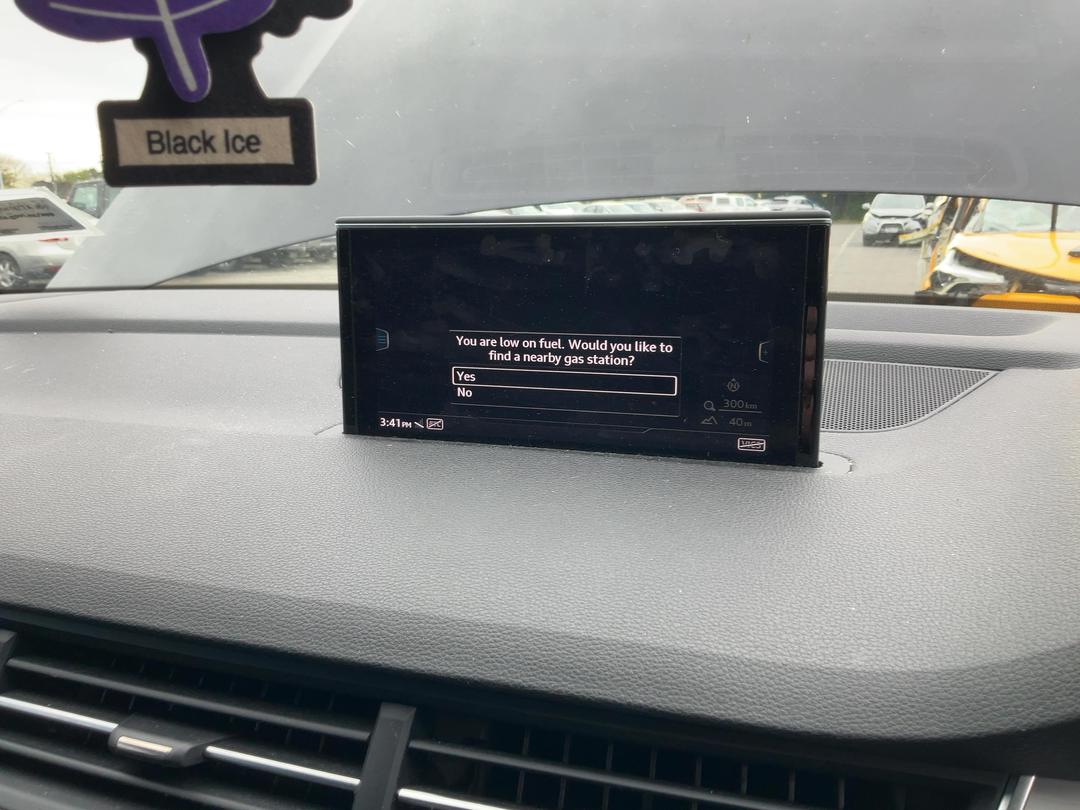 Black Ice
You are low on fuel. Would you like to
find a nearby gas station?
Yes
No
300km
40m
3:41PM
VICS